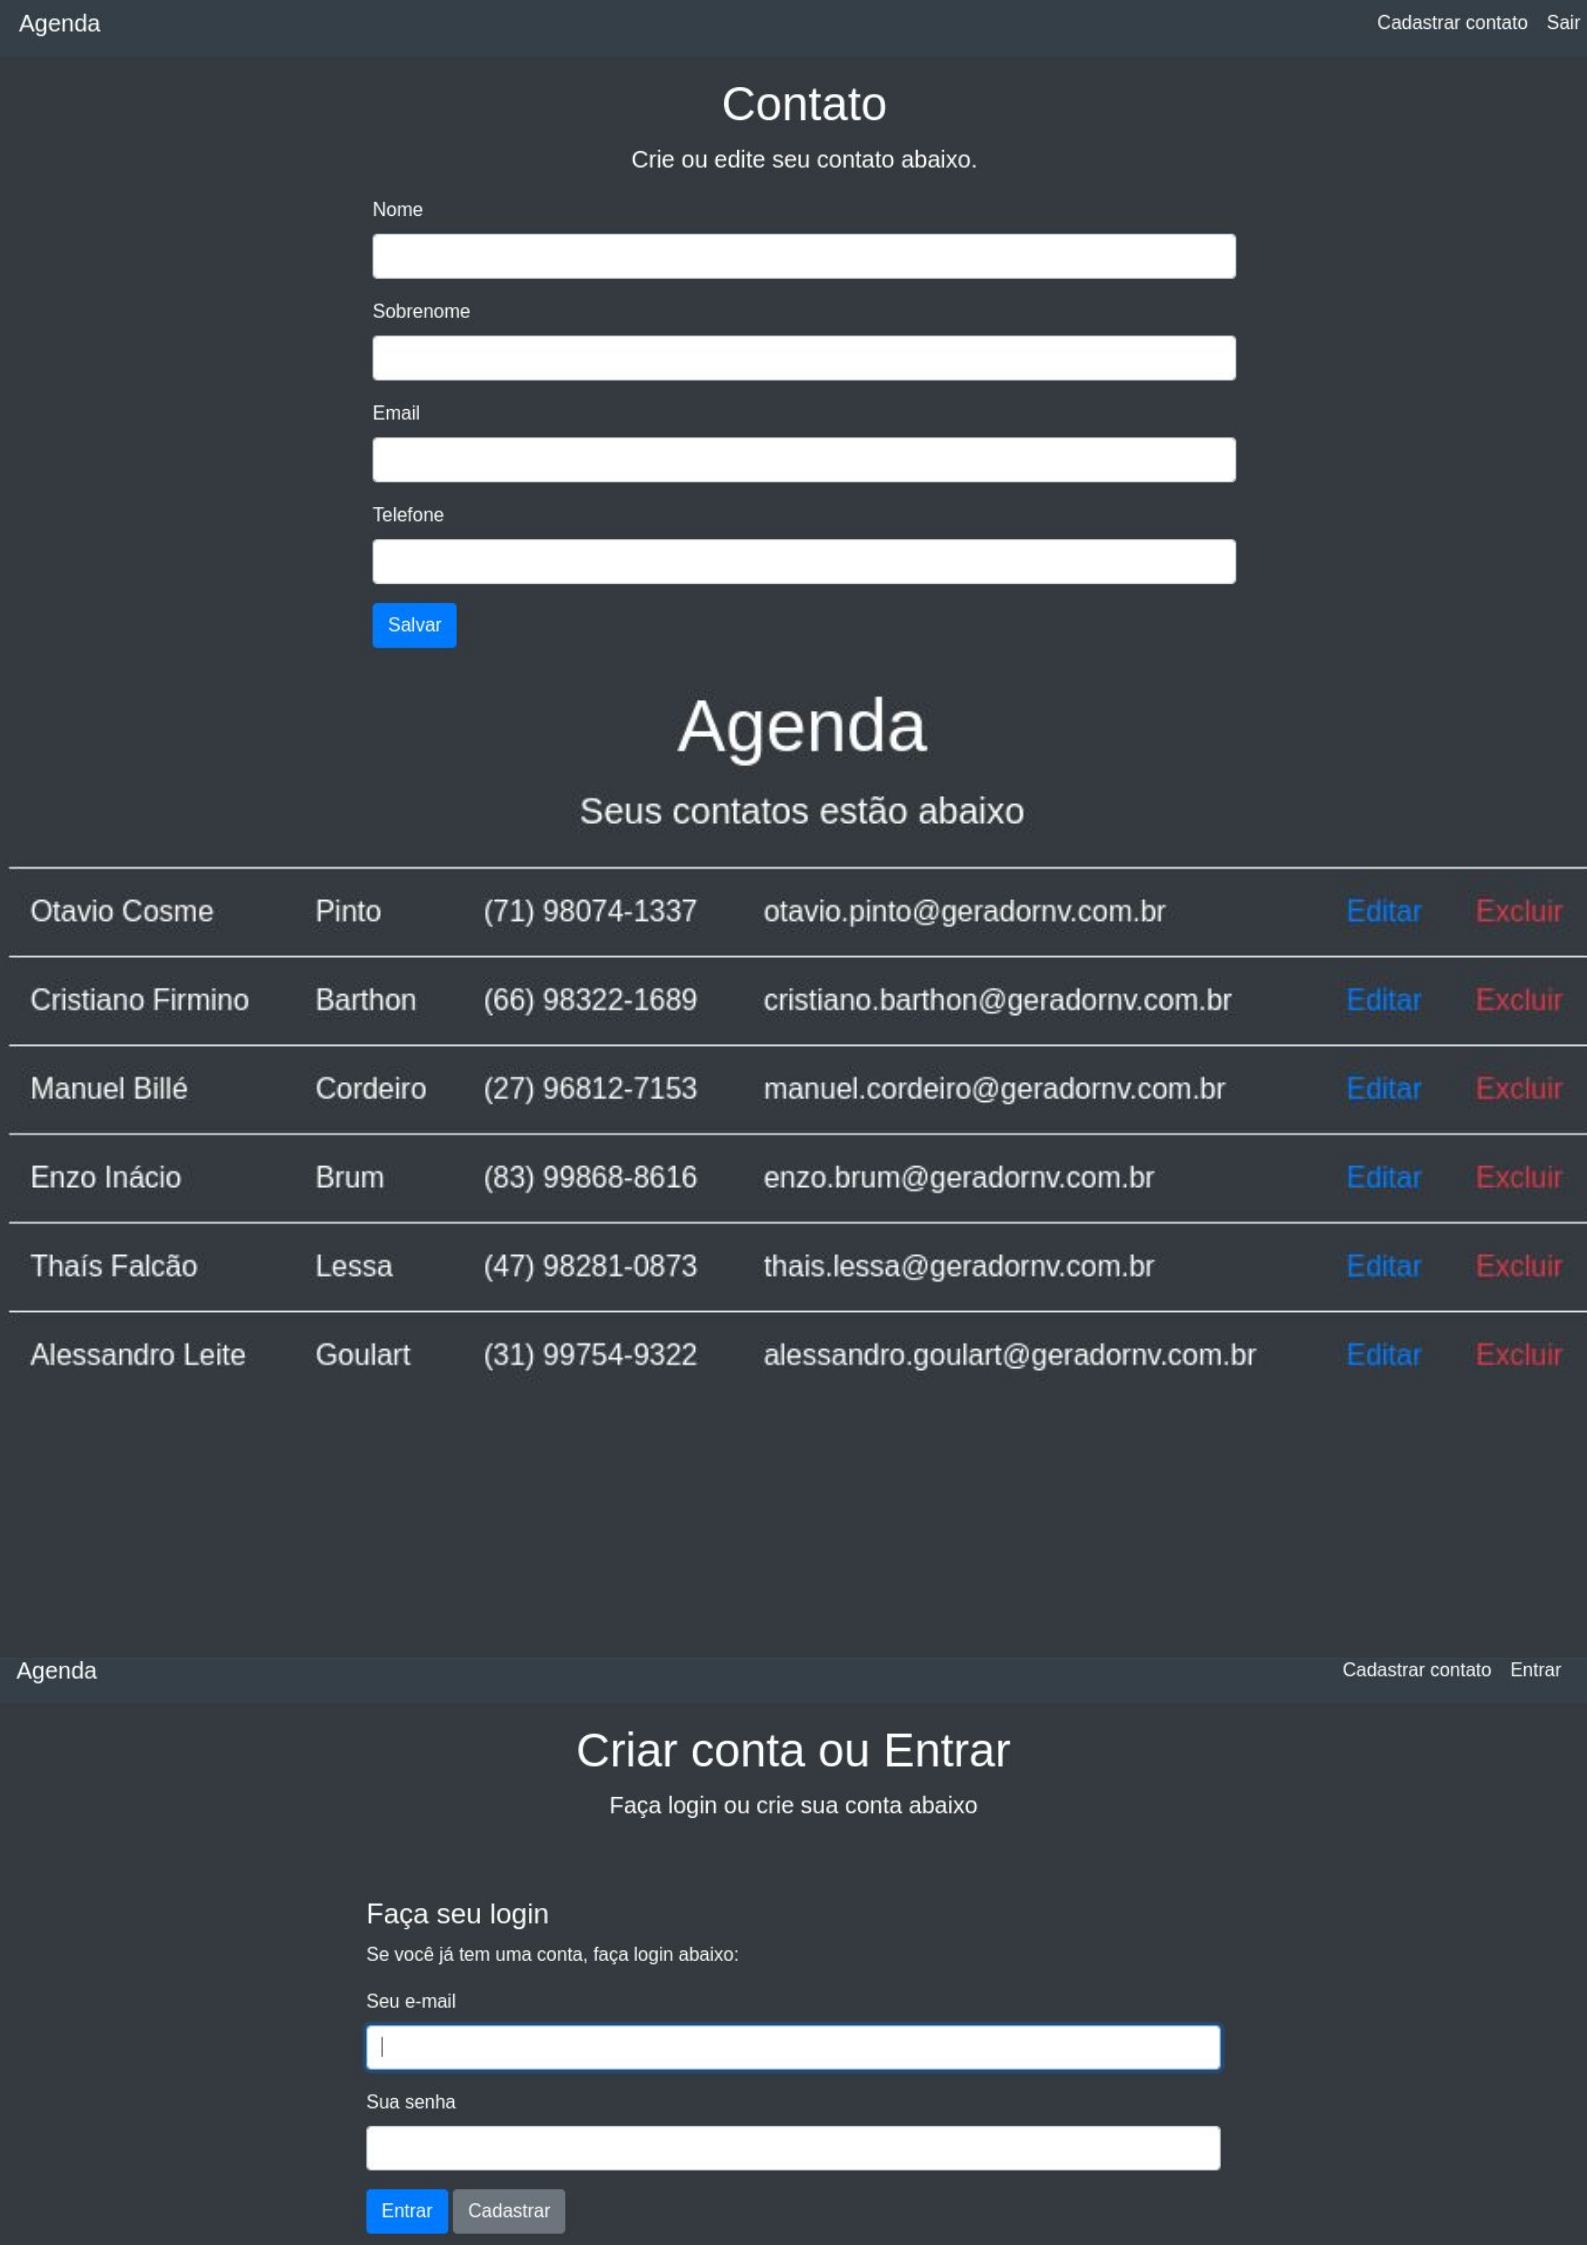 Agenda Cadastrar contato Sair
Contato
Crie ou edite seu contato abaixo.
Nome
Sobrenome
Email
Telefone
Salvar
Agenda
Seus contatos estão abaixo
Otavio Cosme Pinto (71) 98074-1337 otavio.pinto@geradornv.com.br Editar Excluir
Cristiano Firmino Barthon (66) 98322-1689 cristiano.barthon@geradornv.com.br Editar Excluir
Manuel Billé Cordeiro (27) 96812-7153 manuel.cordeiro@geradornv.com.br Editar Excluir
Enzo Inácio Brum (83) 99868-8616 enzo.brum@geradornv.com.br Editar Excluir
Thaís Falcão Lessa (47) 98281-0873 thais.lessa@geradornv.com.br Editar Excluir
Alessandro Leite Goulart (31) 99754-9322 alessandro.goulart@geradornv.com.br Editar Excluir
Agenda Cadastrar contato Entrar
Criar conta ou Entrar
Faça login ou crie sua conta abaixo
Faça seu login
Se você já tem uma conta, faça login abaixo:
Seu e-mail
Sua senha
Entrar Cadastrar